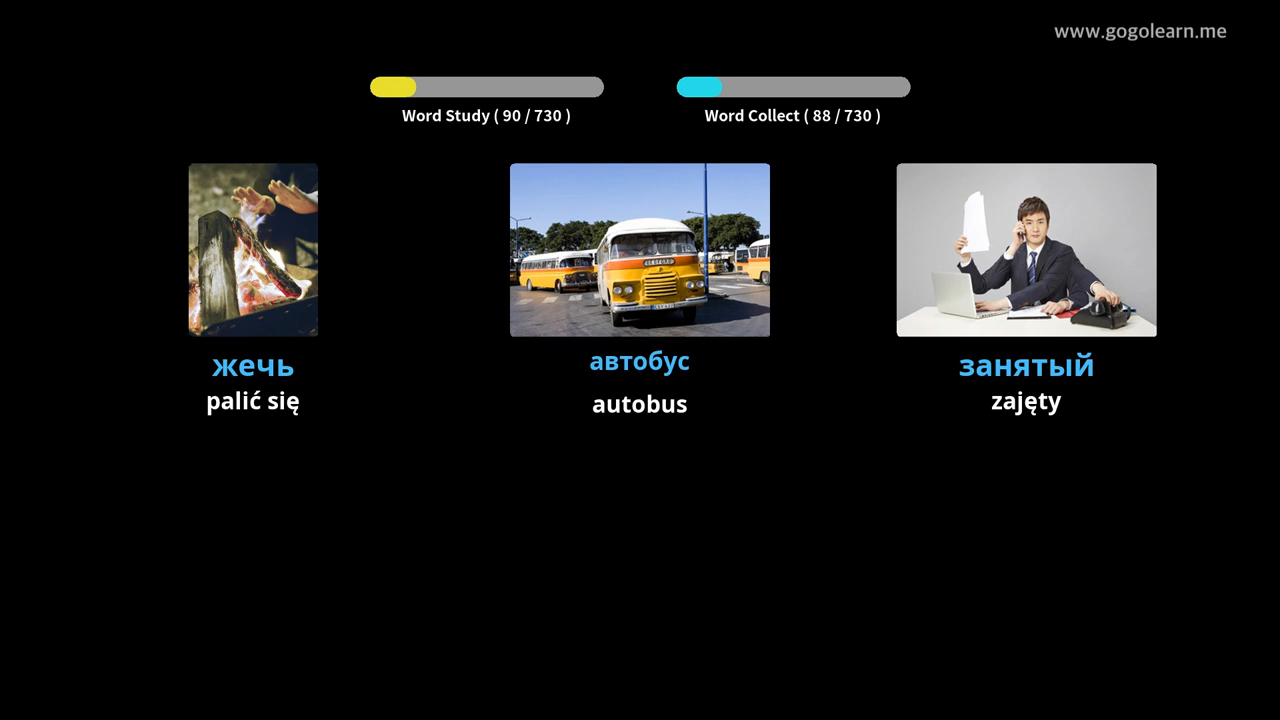 www.gogolearn.me
Word Study ( 90 / 730 )
Word Collect ( 88 / 730 )
жечь
palić się
автобус
autobus
занятый
zajęty